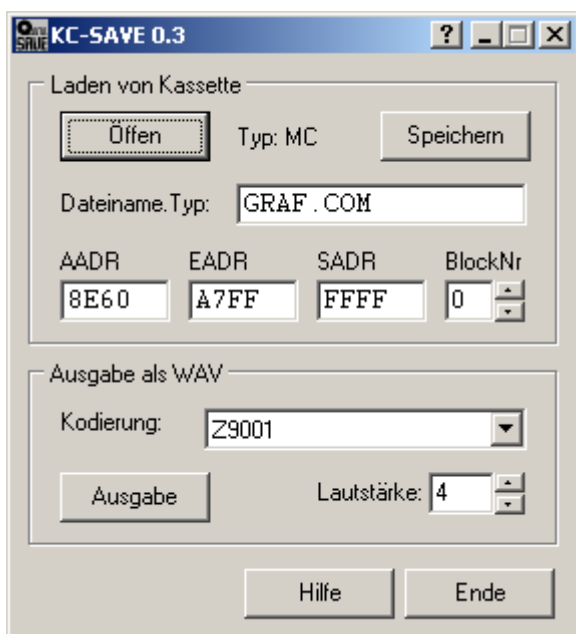 SAVE KC-SAVE 0.3 ?
Laden von Kassette
Öffen Typ: MC Speichern
Dateiname.Typ: GRAF.COM
AADR EADR SADR BlockNr
8E60 A7FF FFFF 0
Ausgabe als WAV
Kodierung: Z9001
Ausgabe Lautstärke: 4
Hilfe Ende